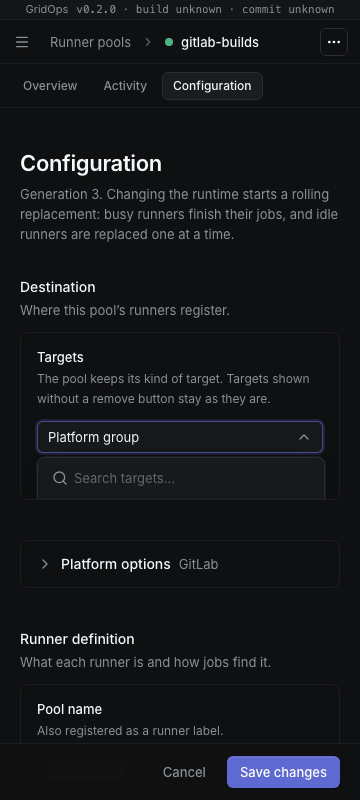 GridOps v0.2.0 · build unknown · commit unknown
Runner pools > gitlab-builds
Overview Activity Configuration
Configuration
Generation 3. Changing the runtime starts a rolling
replacement: busy runners finish their jobs, and idle
runners are replaced one at a time.
Destination
Where this pool’s runners register.
Targets
The pool keeps its kind of target. Targets shown
without a remove button stay as they are.
Platform group
Search targets...
Platform options GitLab
Runner definition
What each runner is and how jobs find it.
Pool name
Also registered as a runner label.
Cancel Save changes